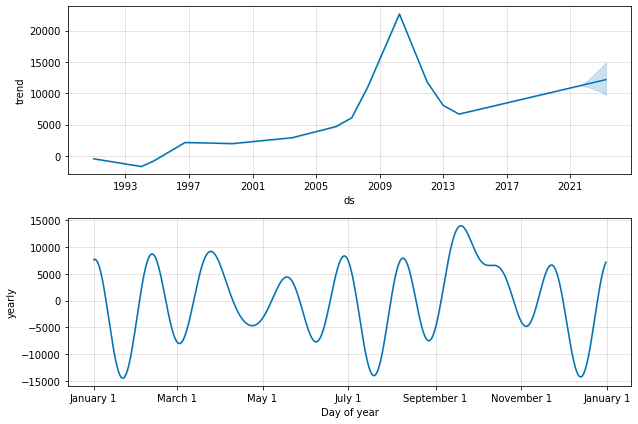 20000
15000
10000
5000
0
trend
1993
1997
2001
2005
2009
2013
2017
2021
ds
15000
10000
5000
0
−5000
−10000
−15000
yearly
January 1
March 1
May 1
July 1
September 1
November 1
January 1
Day of year